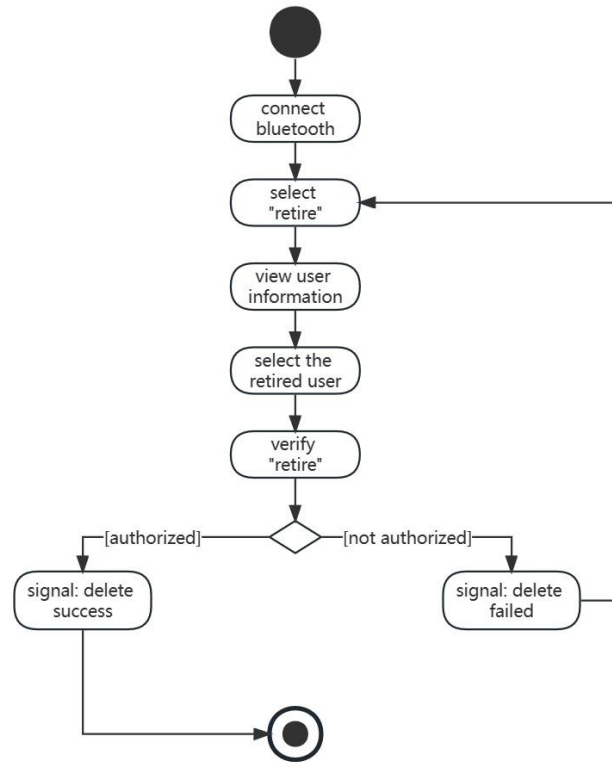 connect
bluetooth
select
"retire"
view user
information
select the
retired user
verify
"retire"
[authorized]
[not authorized]
signal: delete
success
signal: delete
failed